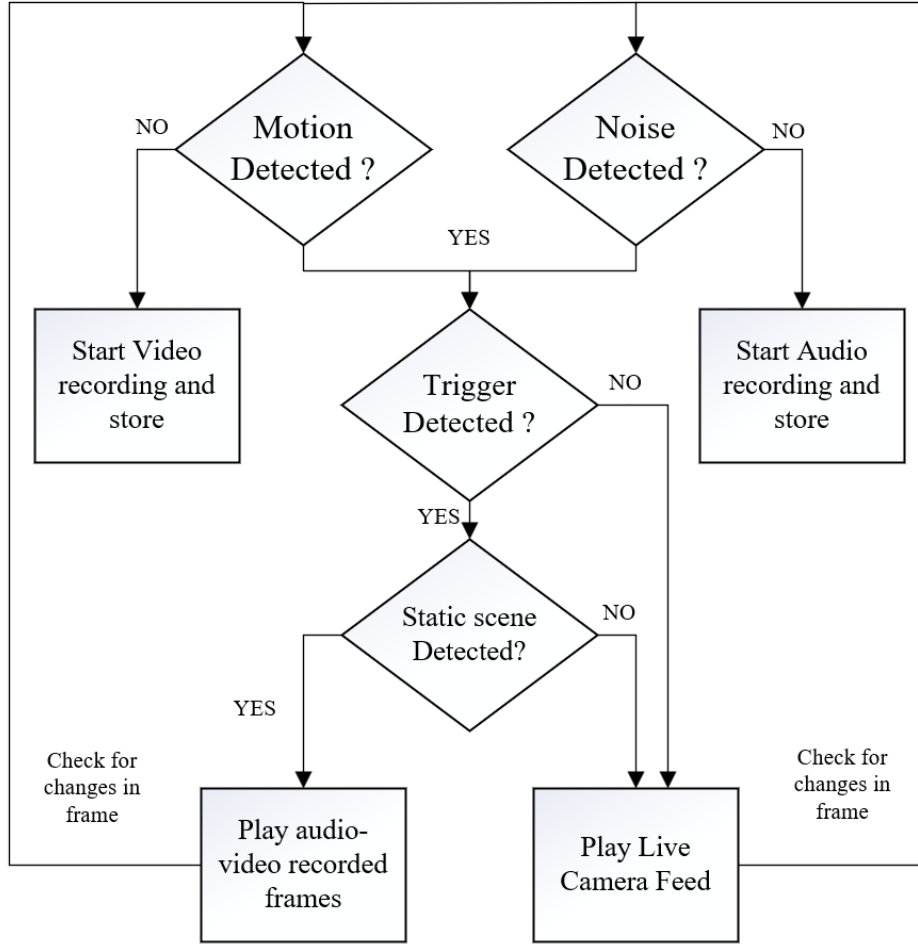 Motion
Detected ?
Noise
Detected ?
NO
NO
YES
Start Video
recording and
store
Start Audio
recording and
store
Trigger
Detected ?
NO
YES
Static scene
Detected?
NO
YES
Check for
changes in
frame
Check for
changes in
frame
Play audio-
video recorded
frames
Play Live
Camera Feed